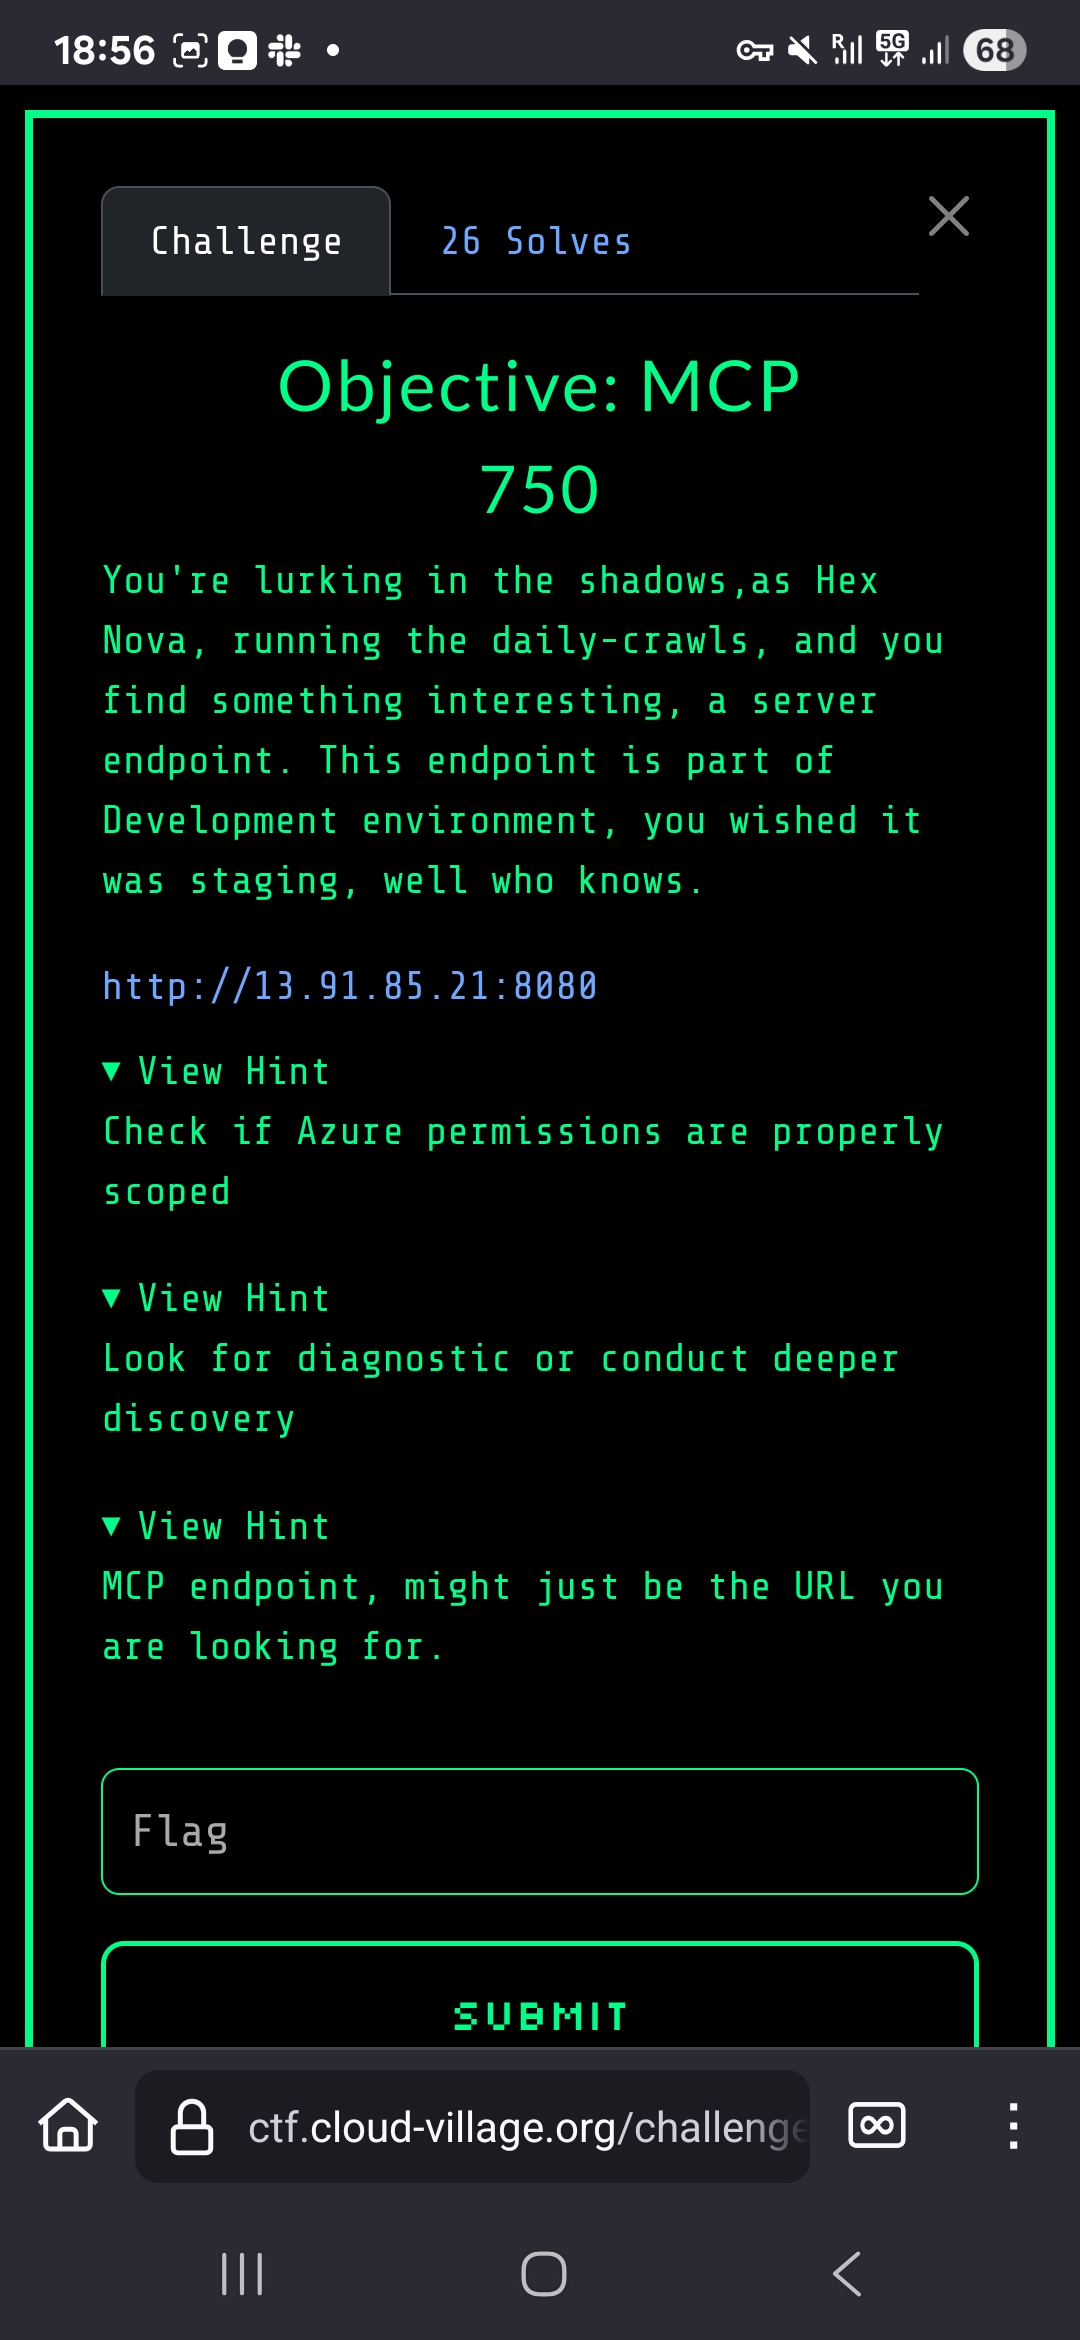 18:56
R 5G 68
Challenge
26 Solves
Objective: MCP
750
You're lurking in the shadows,as Hex
Nova, running the daily-crawls, and you
find something interesting, a server
endpoint. This endpoint is part of
Development environment, you wished it
was staging, well who knows.
http://13.91.85.21:8080
▼ View Hint
Check if Azure permissions are properly
scoped
▼ View Hint
Look for diagnostic or conduct deeper
discovery
▼ View Hint
MCP endpoint, might just be the URL you
are looking for.
Flag
SUBMIT
ctf.cloud-village.org/challenge